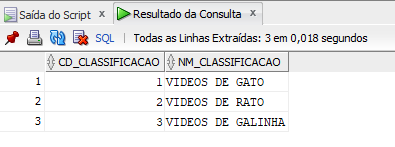 Saída do Script x Resultado da Consulta x
SQL | Todas as Linhas Extraídas: 3 em 0,018 segundos
CD_CLASSIFICACAO NM_CLASSIFICACAO
1 1 VIDEOS DE GATO
2 2 VIDEOS DE RATO
3 3 VIDEOS DE GALINHA